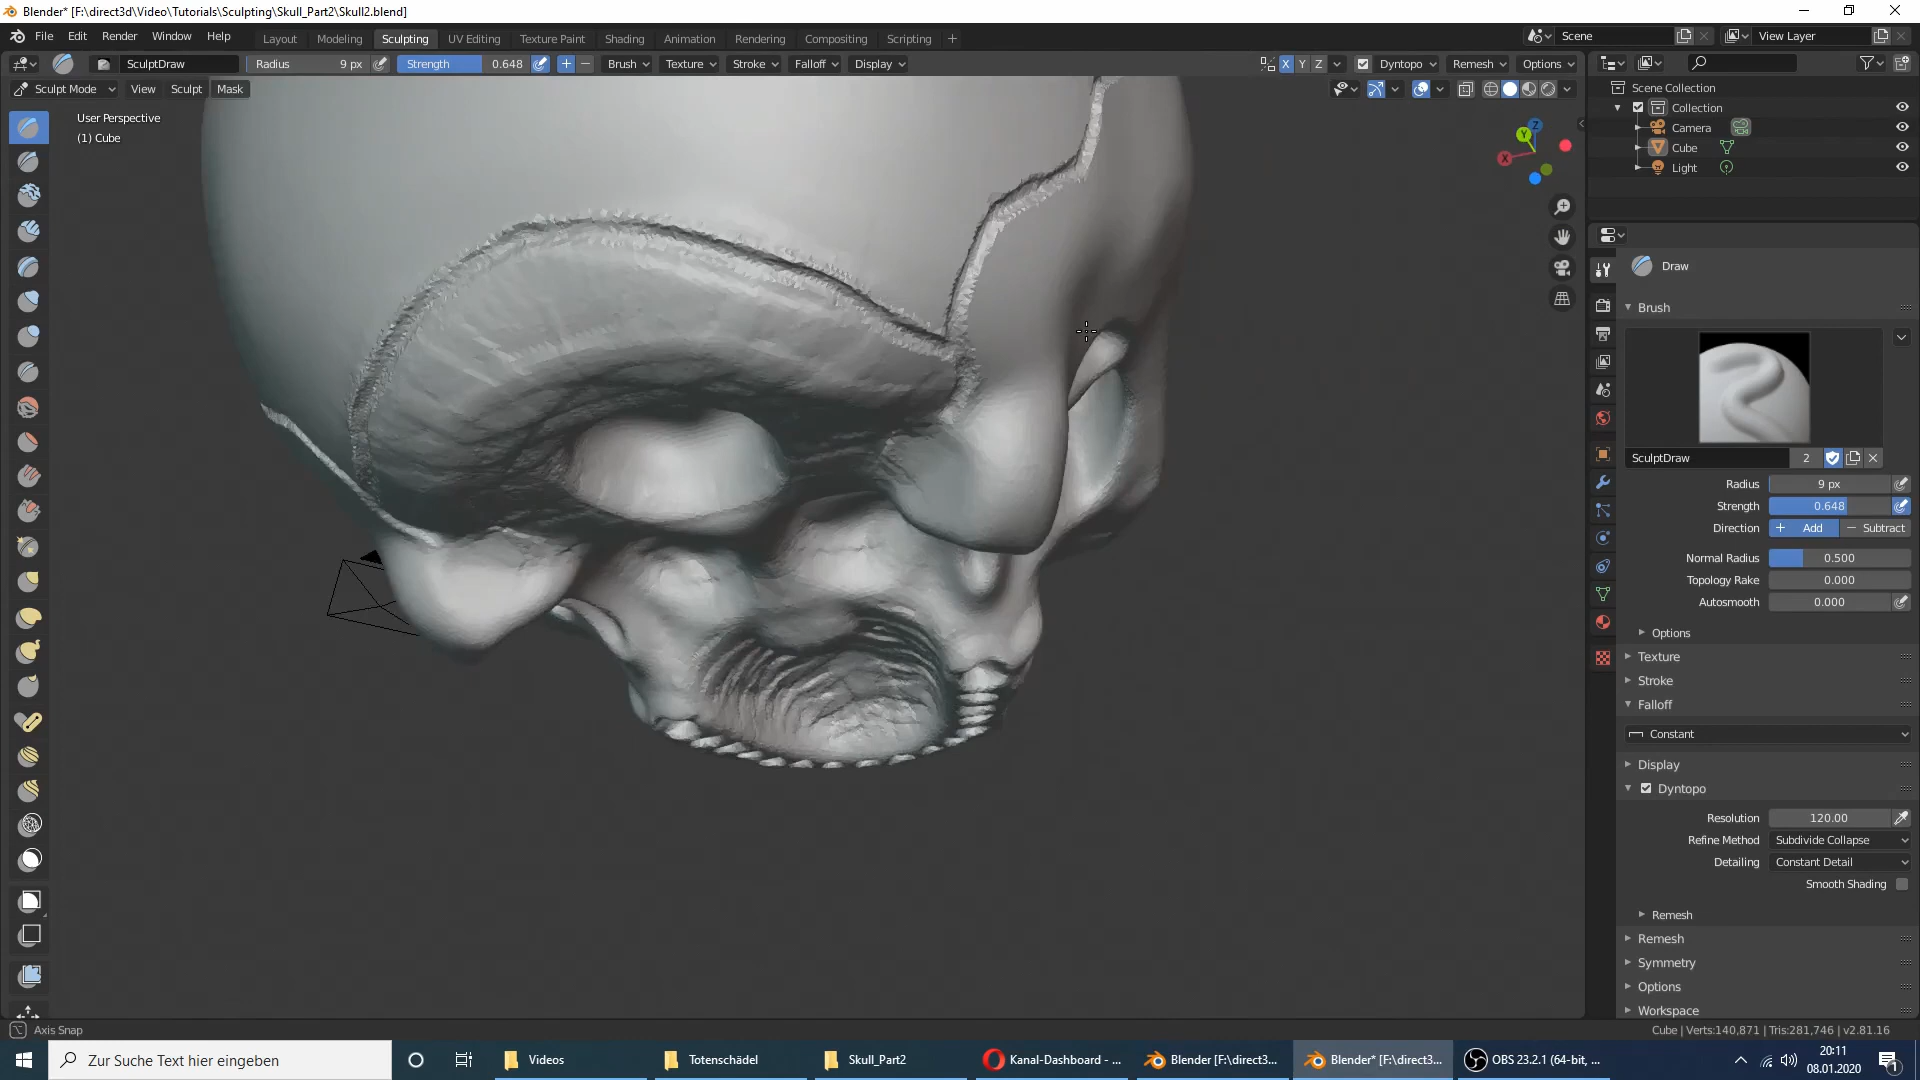 Blender* [F:\direct3d\Video\Tutorials\Sculpting\Skull_Part2\Skull2.blend]
File Edit Render Window Help Layout Modeling Sculpting UV Editing Texture Paint Shading Animation Rendering Compositing Scripting + Scene View Layer
SculptDraw Radius 9 px Strength 0.648 Brush Texture Stroke Falloff Display X Y Z Dyntopo Remesh Options
Sculpt Mode View Sculpt Mask
User Perspective
(1) Cube
Z
Y
X
Scene Collection
Collection
Camera
Cube
Light
Draw
Brush
SculptDraw 2
Radius 9 px
Strength 0.648
Direction + Add − Subtract
Normal Radius 0.500
Topology Rake 0.000
Autosmooth 0.000
Options
Texture
Stroke
Falloff
Constant
Display
Dyntopo
Resolution 120.00
Refine Method Subdivide Collapse
Detailing Constant Detail
Smooth Shading
Remesh
Remesh
Symmetry
Options
Workspace
Axis Snap
Cube | Verts:140,871 | Tris:281,746 | v2.81.16
Zur Suche Text hier eingeben Videos Totenschädel Skull_Part2 Kanal-Dashboard - ... Blender [F:\direct3... Blender* [F:\direct3... OBS 23.2.1 (64-bit, ...
20:11
08.01.2020
1